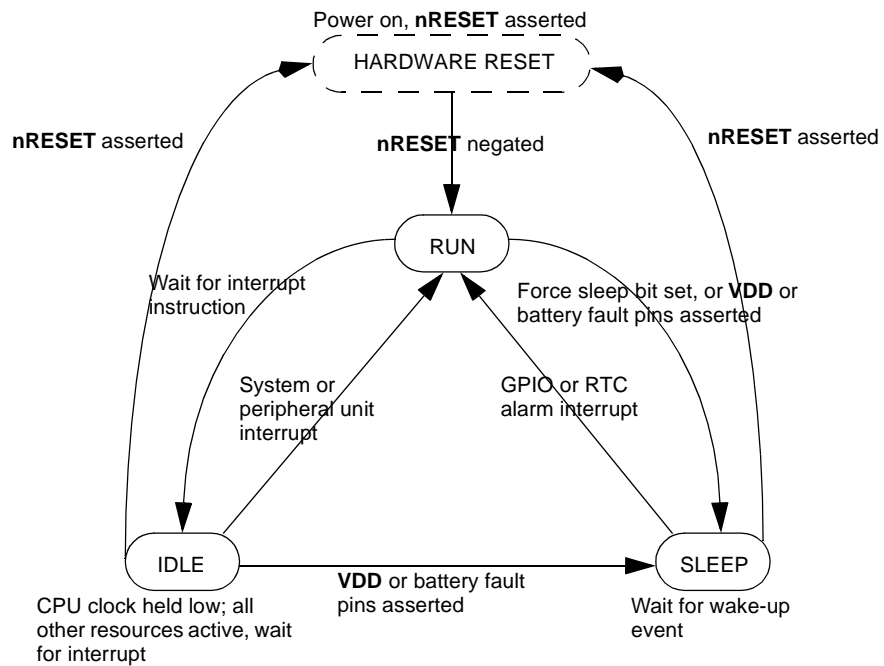 Power on, nRESET asserted
HARDWARE RESET
nRESET asserted
nRESET negated
nRESET asserted
RUN
Wait for interrupt
instruction
Force sleep bit set, or VDD or
battery fault pins asserted
System or
peripheral unit
interrupt
GPIO or RTC
alarm interrupt
IDLE
SLEEP
VDD or battery fault
pins asserted
CPU clock held low; all
other resources active, wait
for interrupt
Wait for wake-up
event